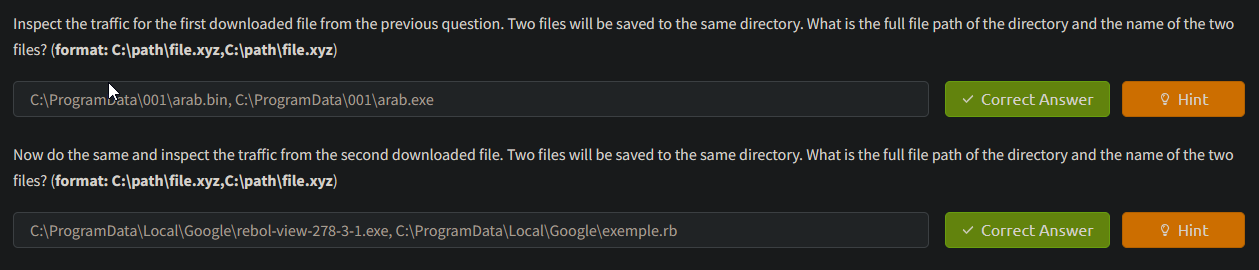 Inspect the traffic for the first downloaded file from the previous question. Two files will be saved to the same directory. What is the full file path of the directory and the name of the two
files? (format: C:\path\file.xyz,C:\path\file.xyz)
C:\ProgramData\001\arab.bin, C:\ProgramData\001\arab.exe
Correct Answer
Hint
Now do the same and inspect the traffic from the second downloaded file. Two files will be saved to the same directory. What is the full file path of the directory and the name of the two
files? (format: C:\path\file.xyz,C:\path\file.xyz)
C:\ProgramData\Local\Google\rebol-view-278-3-1.exe, C:\ProgramData\Local\Google\exemple.rb
Correct Answer
Hint